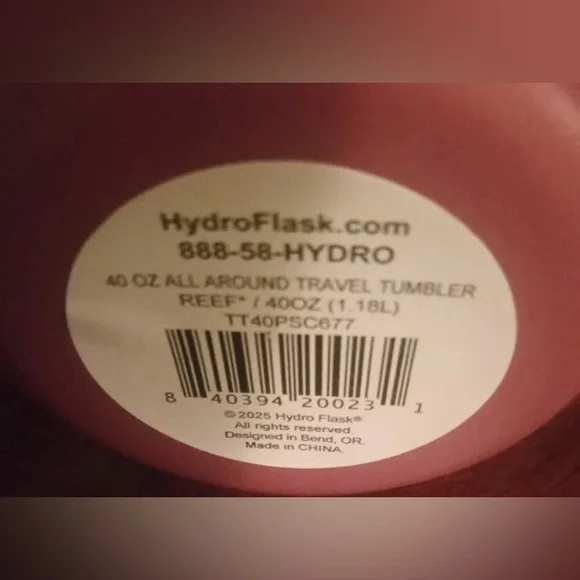 HydroFlask.com
888-58-HYDRO
40 OZ ALL AROUND TRAVEL TUMBLER
REEF* / 40OZ (1.18L)
TT40PSC677
8 40394 20023 1
© 2025 Hydro Flask®
All rights reserved.
Designed in Bend, OR.
Made in CHINA.